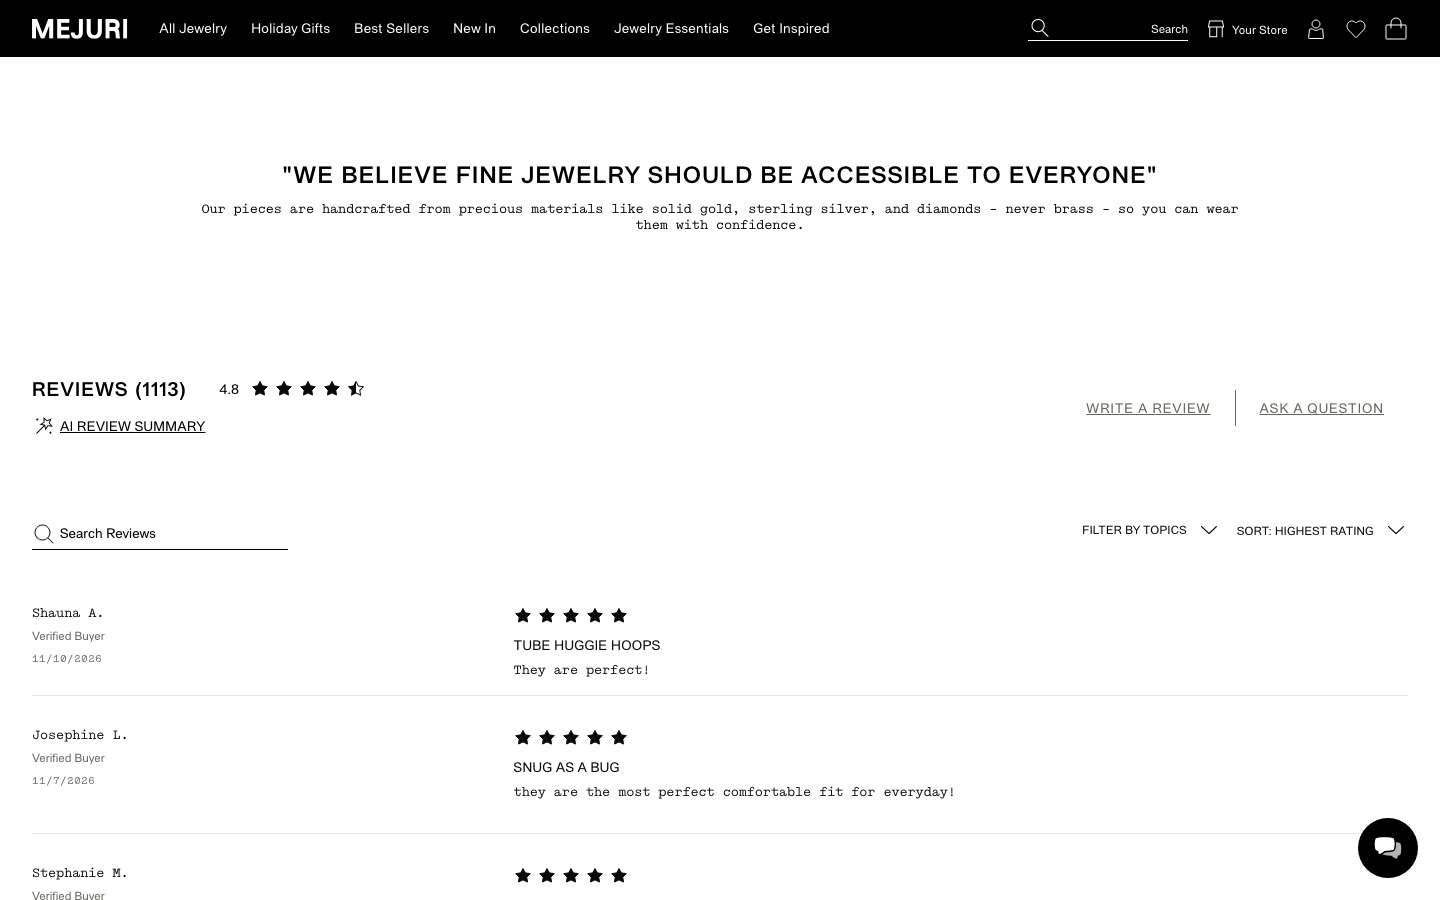 MEJURI
All Jewelry
Holiday Gifts
Best Sellers
New In
Collections
Jewelry Essentials
Get Inspired
Search
Your Store
"WE BELIEVE FINE JEWELRY SHOULD BE ACCESSIBLE TO EVERYONE"
Our pieces are handcrafted from precious materials like solid gold, sterling silver, and diamonds – never brass – so you can wear
them with confidence.
REVIEWS (1113)
4.8
AI REVIEW SUMMARY
WRITE A REVIEW
ASK A QUESTION
Search Reviews
FILTER BY TOPICS
SORT: HIGHEST RATING
Shauna A.
Verified Buyer
11/10/2026
TUBE HUGGIE HOOPS
They are perfect!
Josephine L.
Verified Buyer
11/7/2026
SNUG AS A BUG
they are the most perfect comfortable fit for everyday!
Stephanie M.
Verified Buyer